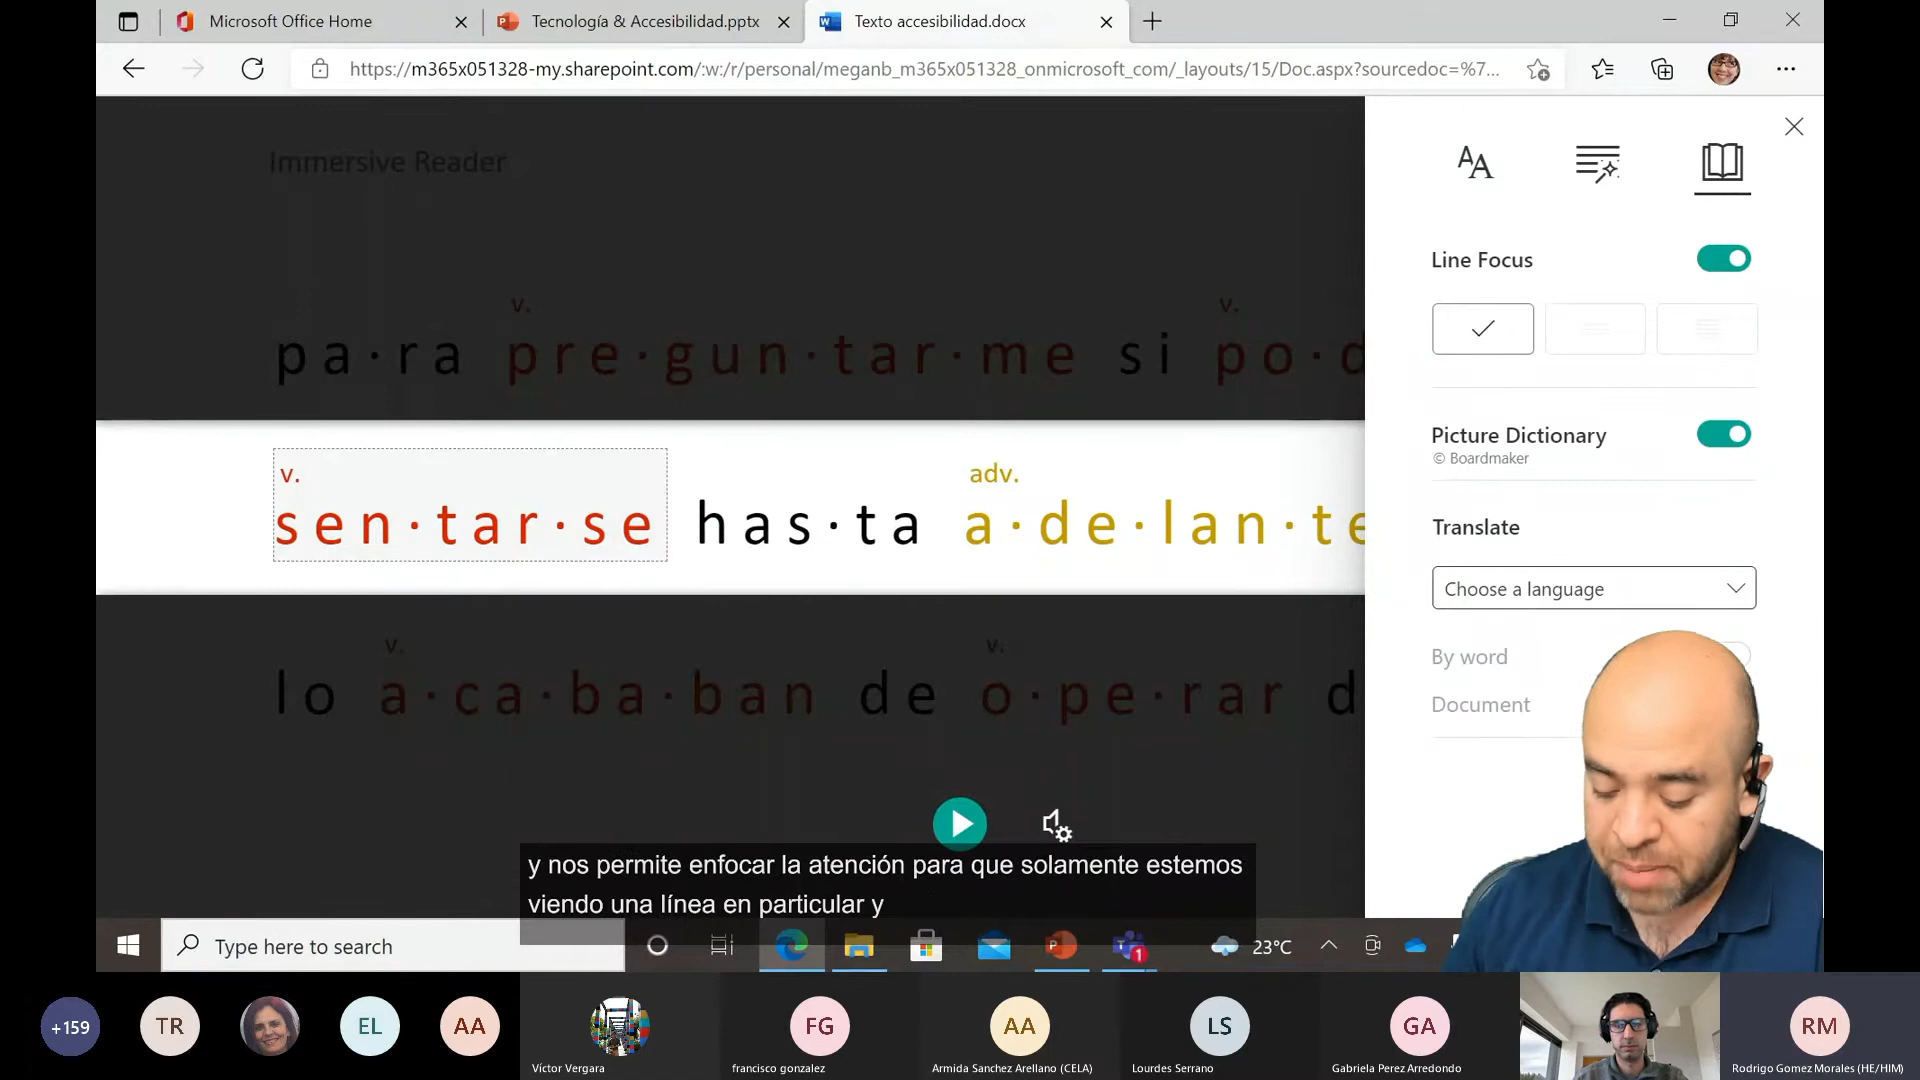 Microsoft Office Home
Tecnología & Accesibilidad.pptx
Texto accesibilidad.docx
https://m365x051328-my.sharepoint.com/:w:/r/personal/meganb_m365x051328_onmicrosoft_com/_layouts/15/Doc.aspx?sourcedoc=%7...
Immersive Reader
v. v.
pa·ra pre·gun·tar·me si po·d
v. adv.
sen·tar·se has·ta a·de·lan·te
v. v.
lo a·ca·ba·ban de o·pe·rar d
AA
Line Focus
Picture Dictionary
© Boardmaker
Translate
Choose a language
By word
Document
y nos permite enfocar la atención para que solamente estemos
viendo una línea en particular y
Type here to search
1
23°C
+159
TR
EL
AA
Víctor Vergara
FG
francisco gonzalez
AA
Armida Sanchez Arellano (CELA)
LS
Lourdes Serrano
GA
Gabriela Perez Arredondo
RM
Rodrigo Gomez Morales (HE/HIM)